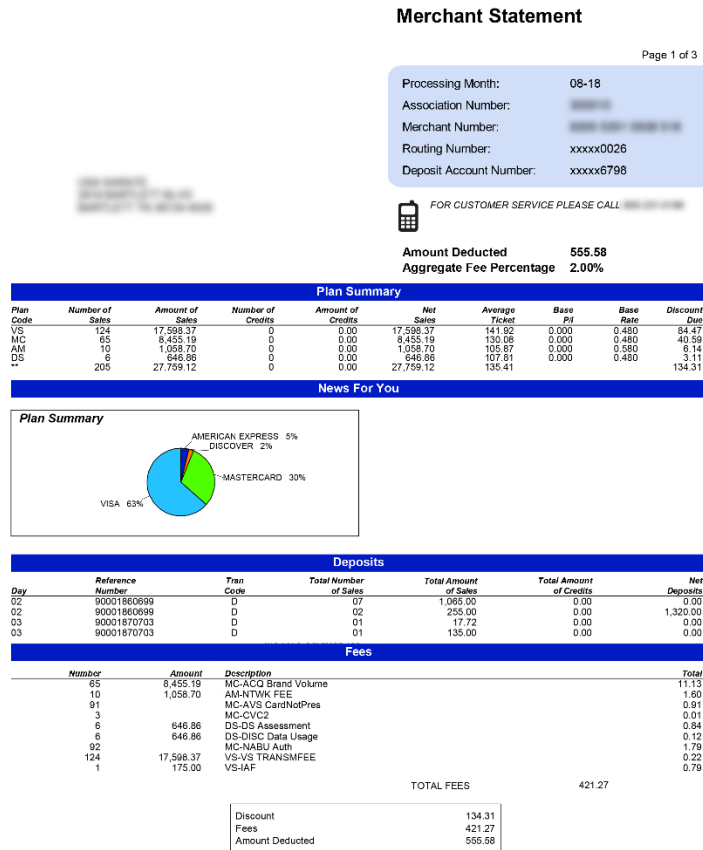 Merchant Statement
Page 1 of 3
Processing Month: 08-18
Association Number:
Merchant Number:
Routing Number: xxxxx0026
Deposit Account Number: xxxxx6798
FOR CUSTOMER SERVICE PLEASE CALL
Amount Deducted 555.58
Aggregate Fee Percentage 2.00%
Plan Summary
Plan Code Number of Sales Amount of Sales Number of Credits Amount of Credits Net Sales Average Ticket Base P/I Base Rate Discount Due
VS 124 17,598.37 0 0.00 17,598.37 141.92 0.000 0.480 84.47
MC 65 8,455.19 0 0.00 8,455.19 130.08 0.000 0.480 40.59
AM 10 1,058.70 0 0.00 1,058.70 105.87 0.000 0.580 6.14
DS 6 646.86 0 0.00 646.86 107.81 0.000 0.480 3.11
** 205 27,759.12 0 0.00 27,759.12 135.41 134.31
News For You
Plan Summary
AMERICAN EXPRESS 5%
DISCOVER 2%
MASTERCARD 30%
VISA 63%
Deposits
Day Reference Number Tran Code Total Number of Sales Total Amount of Sales Total Amount of Credits Net Deposits
02 90001860699 D 07 1,065.00 0.00 0.00
02 90001860699 D 02 255.00 0.00 1,320.00
03 90001870703 D 01 17.72 0.00 0.00
03 90001870703 D 01 135.00 0.00 0.00
Fees
Number Amount Description Total
65 8,455.19 MC-ACQ Brand Volume 11.13
10 1,058.70 AM-NTWK FEE 1.60
91 MC-AVS CardNotPres 0.91
3 MC-CVC2 0.01
6 646.86 DS-DS Assessment 0.84
6 646.86 DS-DISC Data Usage 0.12
92 MC-NABU Auth 1.79
124 17,598.37 VS-VS TRANSMFEE 0.22
1 175.00 VS-IAF 0.79
TOTAL FEES 421.27
Discount 134.31
Fees 421.27
Amount Deducted 555.58